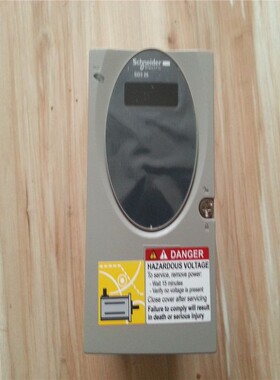 Schneider
Electric
DANGER
HAZARDOUS VOLTAGE
To service, remove power:
- Wait 15 minutes
- Verify no voltage is present
Close cover after servicing
Failure to comply will result
in death or serious injury